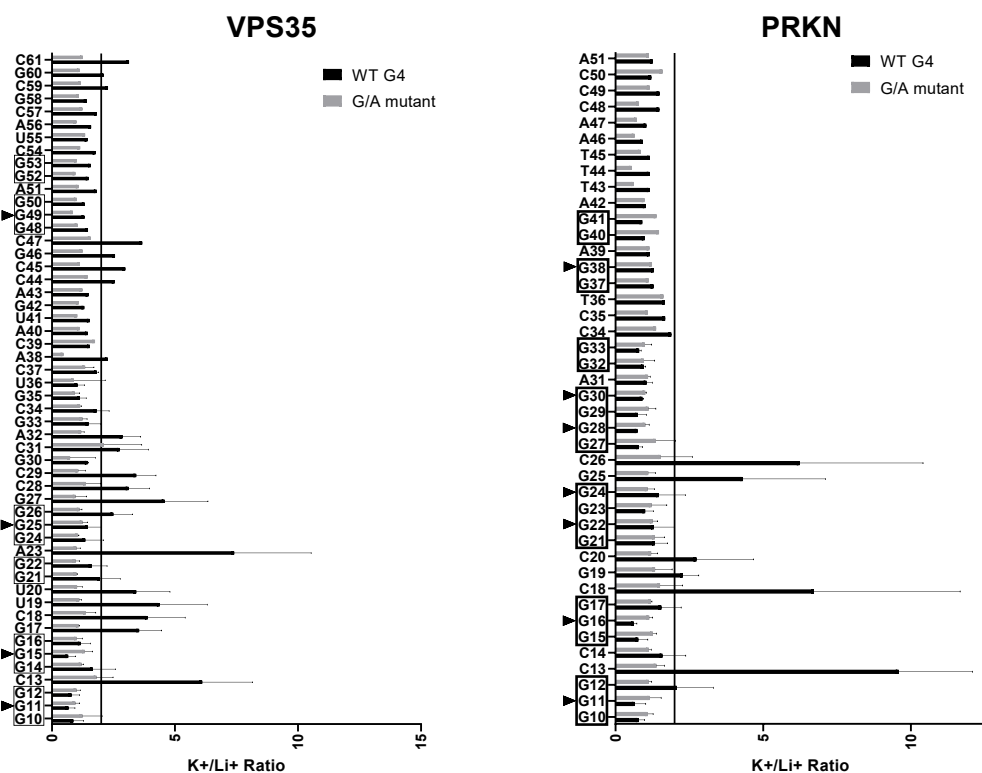 VPS35
C61
G60
C59
G58
C57
A56
U55
C54
G53
G52
A51
G50
G49
G48
C47
G46
C45
C44
A43
G42
U41
A40
C39
A38
C37
U36
G35
C34
G33
A32
C31
G30
C29
C28
G27
G26
G25
G24
A23
G22
G21
U20
U19
C18
G17
G16
G15
G14
C13
G12
G11
G10
WT G4
G/A mutant
0
5
10
15
K+/Li+ Ratio
PRKN
A51
C50
C49
C48
A47
A46
T45
T44
T43
A42
G41
G40
A39
G38
G37
T36
C35
C34
G33
G32
A31
G30
G29
G28
G27
C26
G25
G24
G23
G22
G21
C20
G19
C18
G17
G16
G15
C14
C13
G12
G11
G10
WT G4
G/A mutant
0
5
10
K+/Li+ Ratio